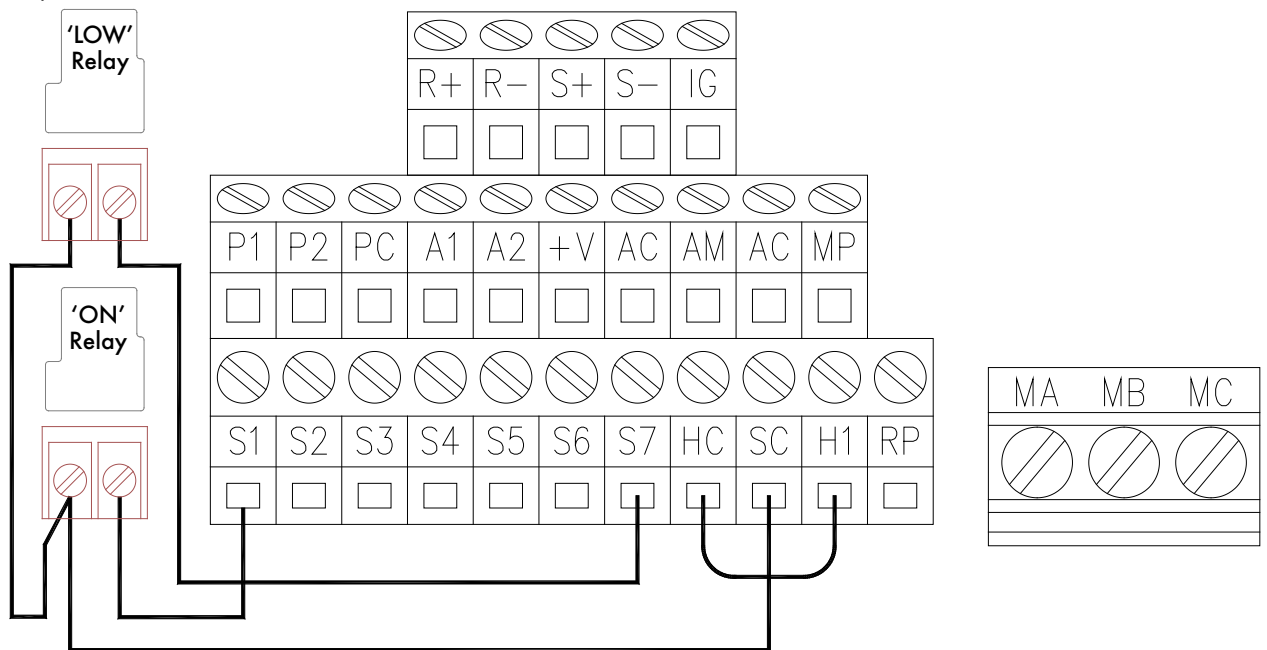 ‘LOW’
Relay
R+ R− S+ S− IG
P1 P2 PC A1 A2 +V AC AM AC MP
‘ON’
Relay
S1 S2 S3 S4 S5 S6 S7 HC SC H1 RP
MA MB MC